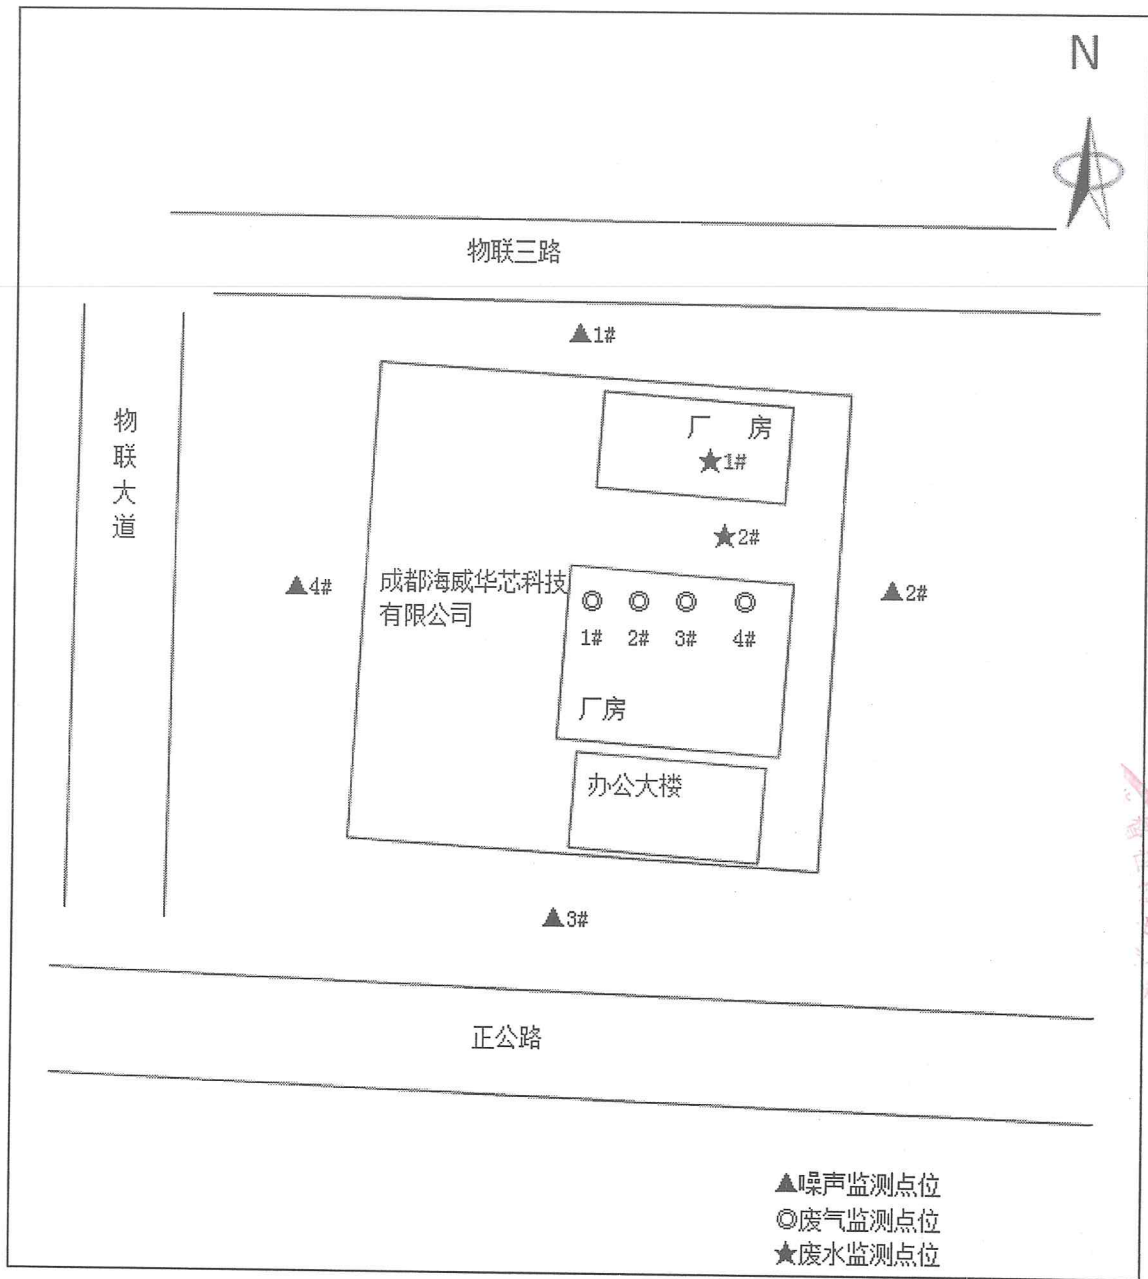 N
物联三路
▲1#
物联大道
厂 房
★1#
★2#
▲4#
成都海威华芯科技
有限公司
▲2#
◎ ◎ ◎ ◎
1# 2# 3# 4#
厂房
办公大楼
▲3#
正公路
▲噪声监测点位
◎废气监测点位
★废水监测点位